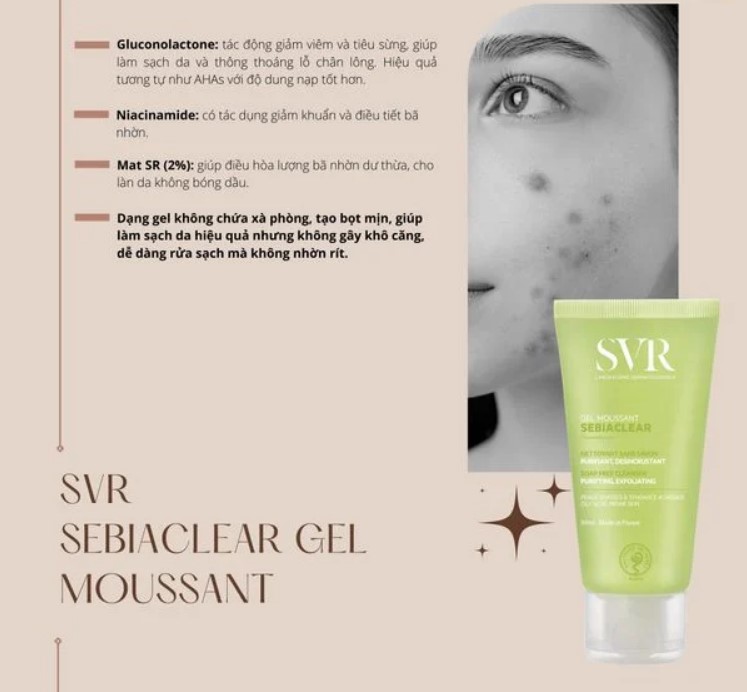 Gluconolactone: tác động giảm viêm và tiêu sừng, giúp
làm sạch da và thông thoáng lỗ chân lông. Hiệu quả
tương tự như AHAs với độ dung nạp tốt hơn.
Niacinamide: có tác dụng giảm khuẩn và điều tiết bã
nhờn.
Mat SR (2%): giúp điều hòa lượng bã nhờn dư thừa, cho
làn da không bóng dầu.
Dạng gel không chứa xà phòng, tạo bọt mịn, giúp
làm sạch da hiệu quả nhưng không gây khô căng,
dễ dàng rửa sạch mà không nhờn rít.
SVR
SEBIACLEAR GEL
MOUSSANT
SVR
LABORATOIRE DERMATOLOGIQUE
GEL MOUSSANT
SEBIACLEAR
NETTOYANT SANS SAVON
PURIFIANT, DESINCRUSTANT
SOAP-FREE CLEANSER
PURIFYING, EXFOLIATING